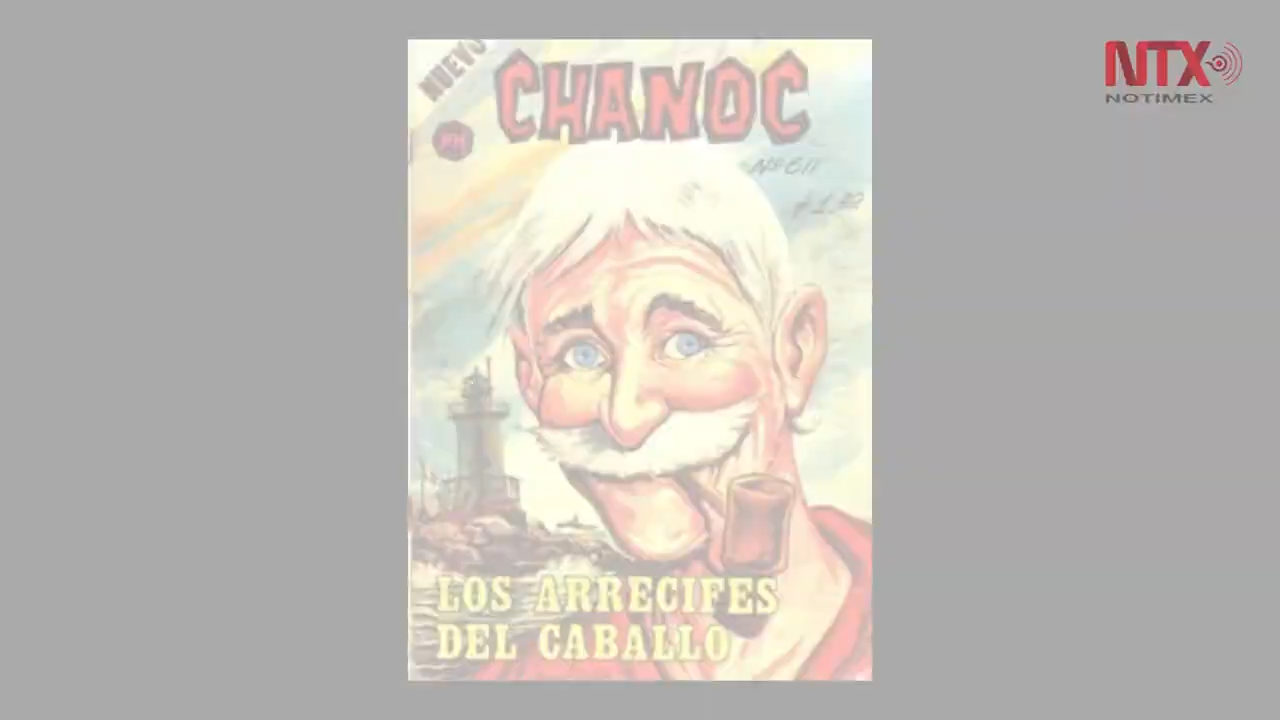 NUEVO
CHANOC
Nº 611
LOS ARRECIFES
DEL CABALLO
NTX
NOTIMEX